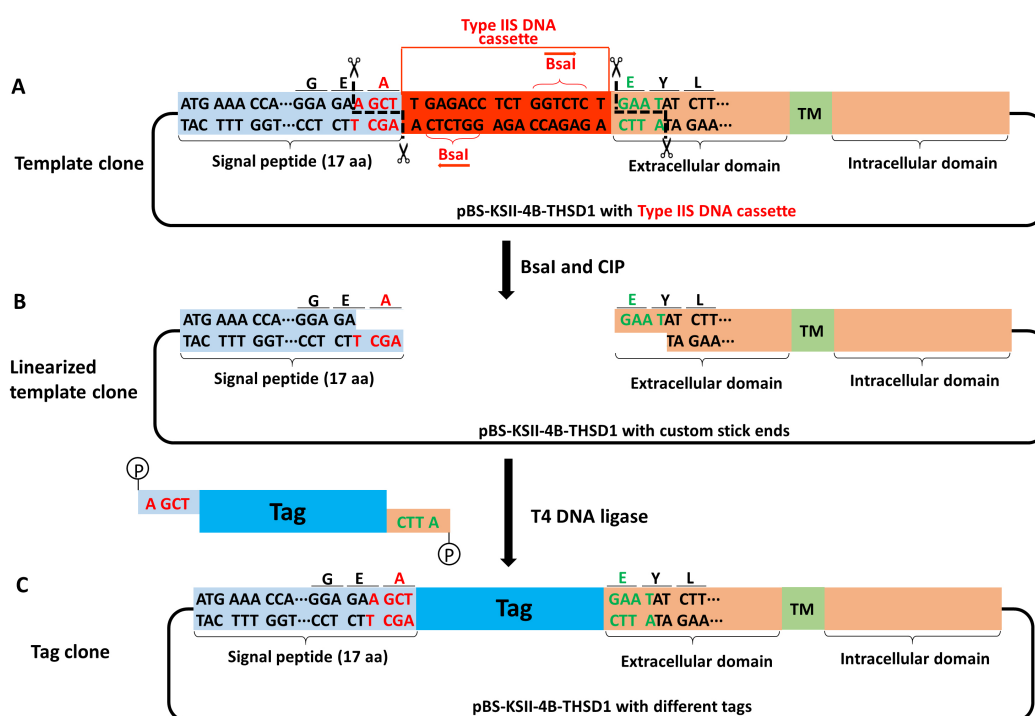 Type IIS DNA
cassette
BsaI
A
G E A E Y L
ATG AAA CCA···GGA GAA GCT T GAGACC TCT GGTCTC T GAA TAT CTT···
TAC TTT GGT···CCT CTT CGA A CTCTGG AGA CCAGAG A CTT ATA GAA···
TM
Template clone
Signal peptide (17 aa)
BsaI
Extracellular domain
Intracellular domain
pBS-KSII-4B-THSD1 with Type IIS DNA cassette
BsaI and CIP
B
G E A E Y L
ATG AAA CCA···GGA GA GAA TAT CTT···
TAC TTT GGT···CCT CTT CGA TA GAA···
TM
Linearized
template clone
Signal peptide (17 aa)
Extracellular domain
Intracellular domain
pBS-KSII-4B-THSD1 with custom stick ends
P
A GCT
Tag
CTT A
P
T4 DNA ligase
C
G E A E Y L
ATG AAA CCA···GGA GAA GCT Tag GAA TAT CTT···
TAC TTT GGT···CCT CTT CGA CTT ATA GAA···
TM
Tag clone
Signal peptide (17 aa)
Extracellular domain
Intracellular domain
pBS-KSII-4B-THSD1 with different tags